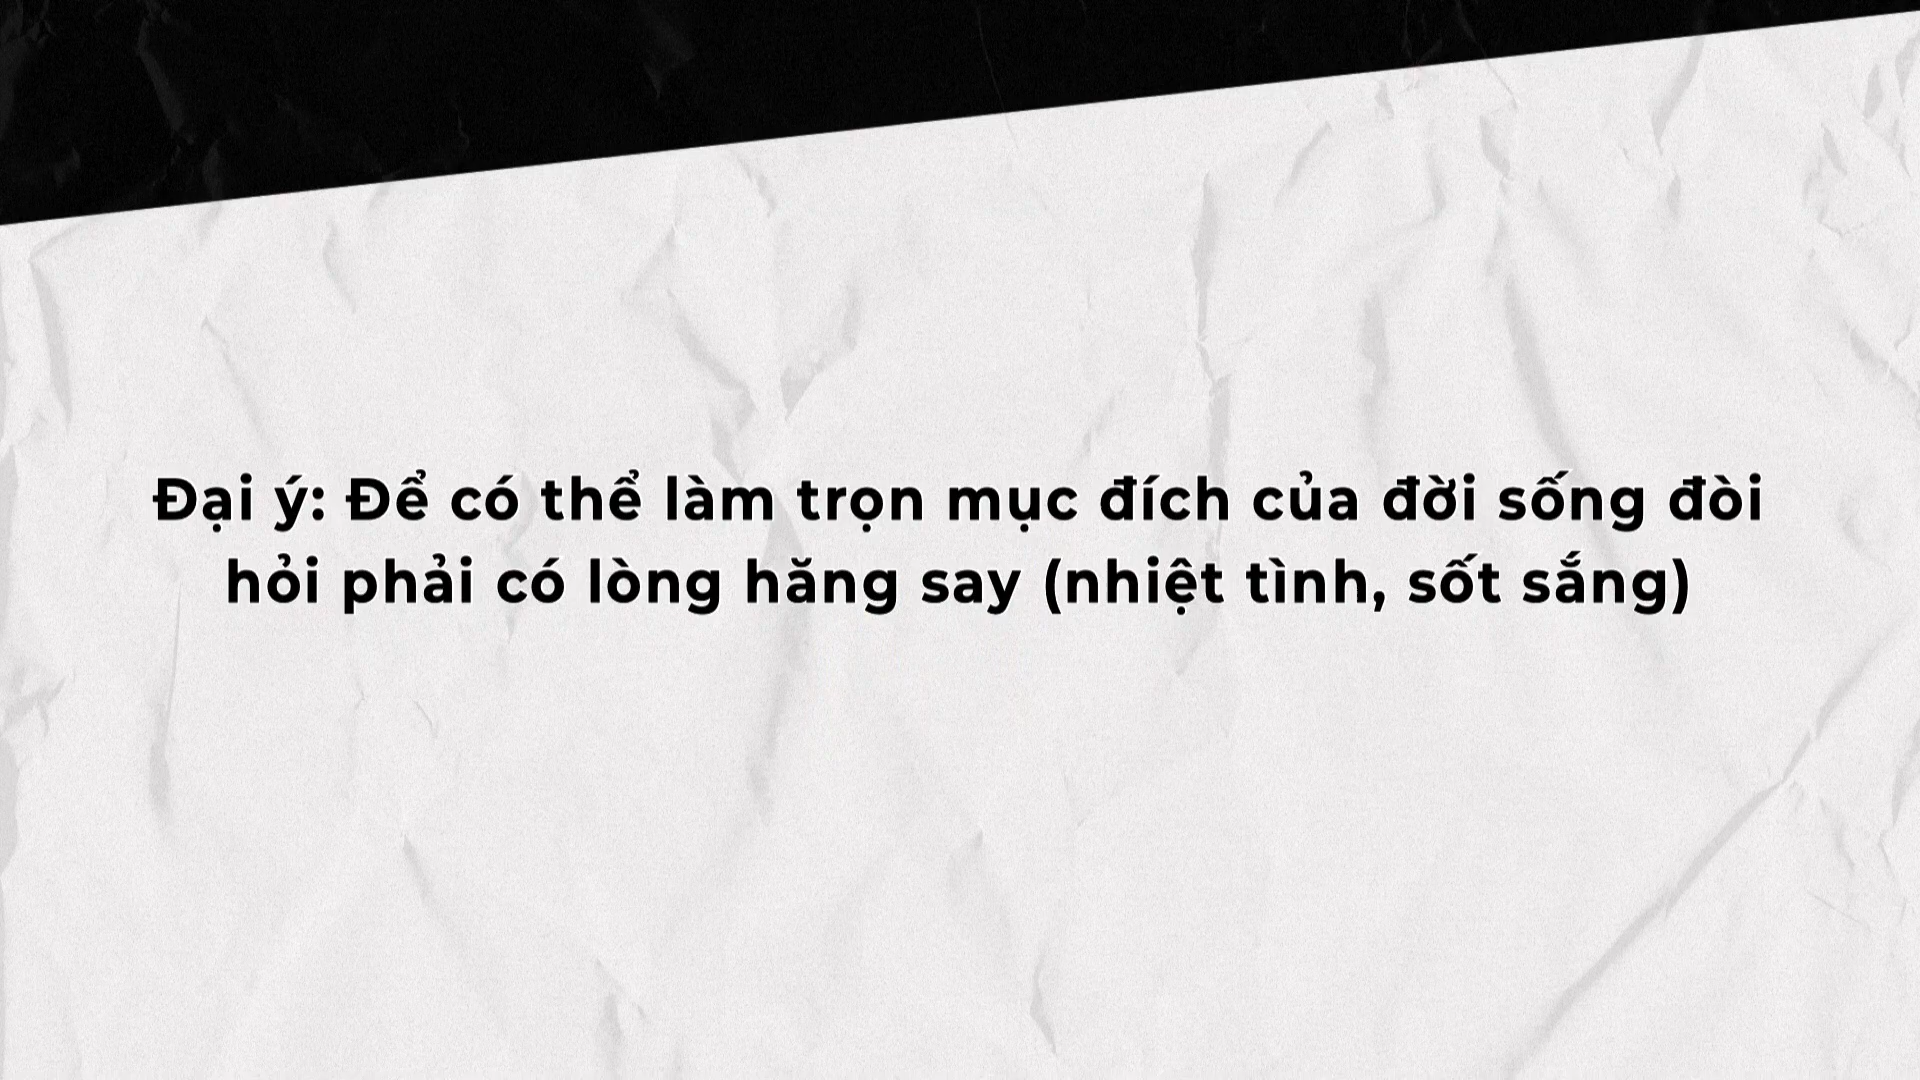 Đại ý: Để có thể làm trọn mục đích của đời sống đòi
hỏi phải có lòng hăng say (nhiệt tình, sốt sắng)